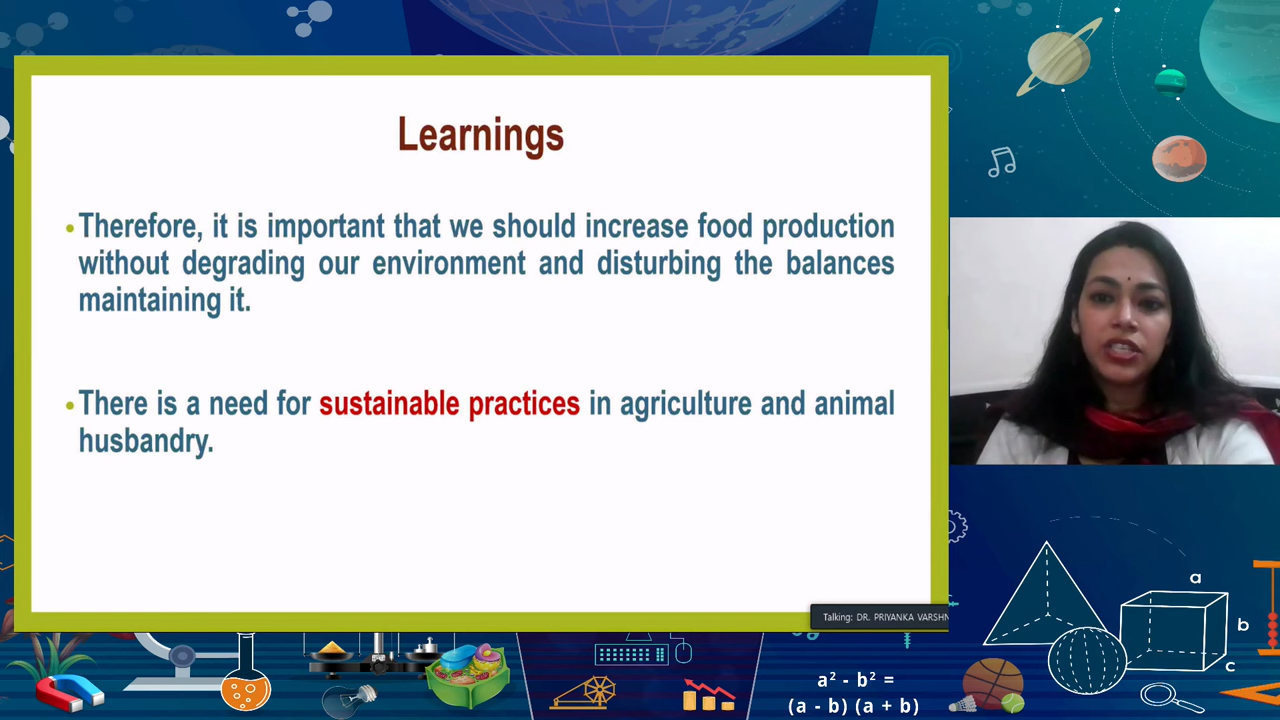 Learnings
•Therefore, it is important that we should increase food production
without degrading our environment and disturbing the balances
maintaining it.
•There is a need for sustainable practices in agriculture and animal
husbandry.
Talking: DR. PRIYANKA VARSHN
a
b
c
a² - b² =
(a - b) (a + b)